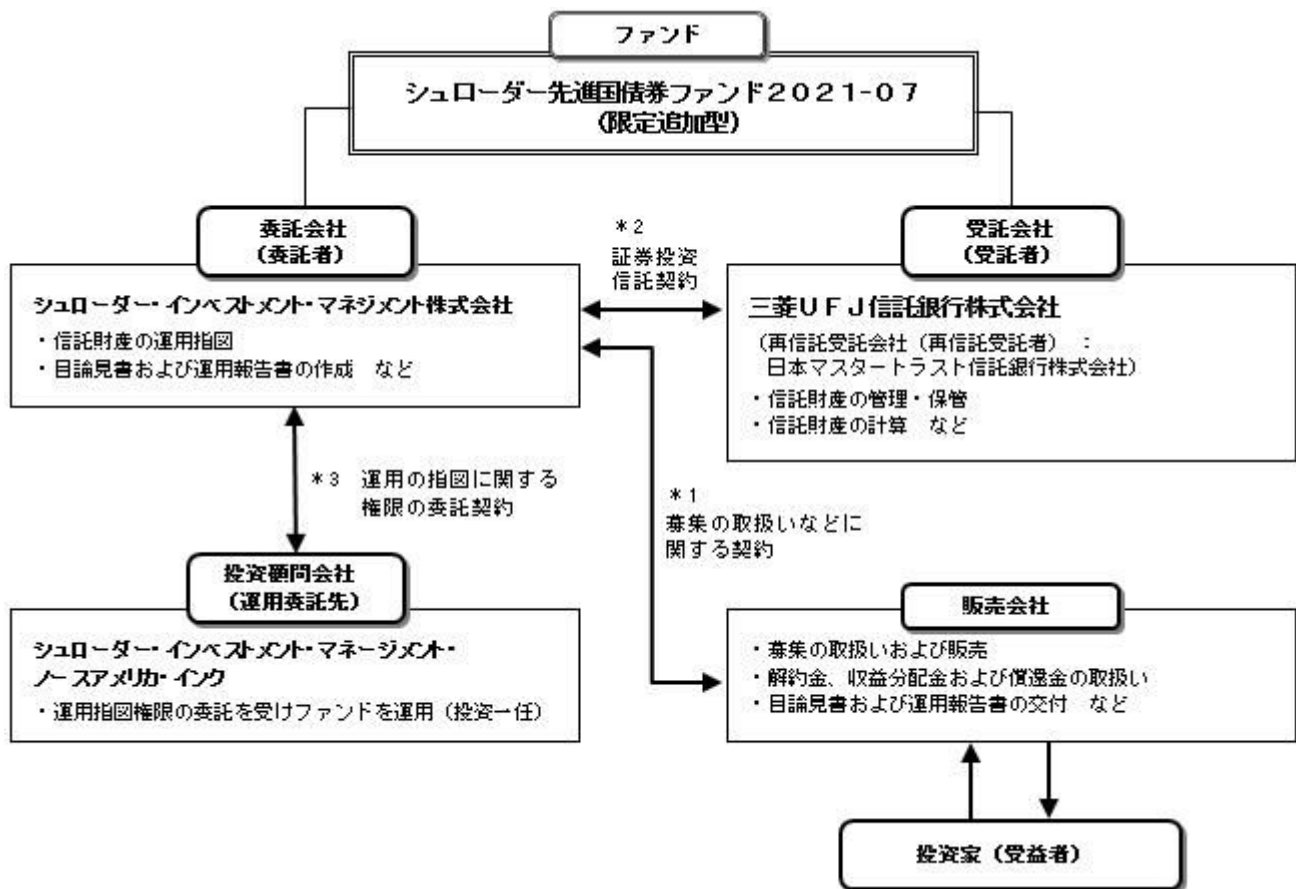 ファンド
シュローダー先進国債券ファンド2021-07
(限定追加型)
委託会社
(委託者)
シュローダー・インベストメント・マネジメント株式会社
・信託財産の運用指図
・目論見書および運用報告書の作成 など
*2
証券投資
信託契約
受託会社
(受託者)
三菱UFJ信託銀行株式会社
(再信託受託会社(再信託受託者) :
日本マスタートラスト信託銀行株式会社)
・信託財産の管理・保管
・信託財産の計算 など
*3 運用の指図に関する
権限の委託契約
*1
募集の取扱いなどに
関する契約
投資顧問会社
(運用委託先)
シュローダー・インベストメント・マネージメント・
ノースアメリカ・インク
・運用指図権限の委託を受けファンドを運用(投資一任)
販売会社
・募集の取扱いおよび販売
・解約金、収益分配金および償還金の取扱い
・目論見書および運用報告書の交付 など
投資家(受益者)